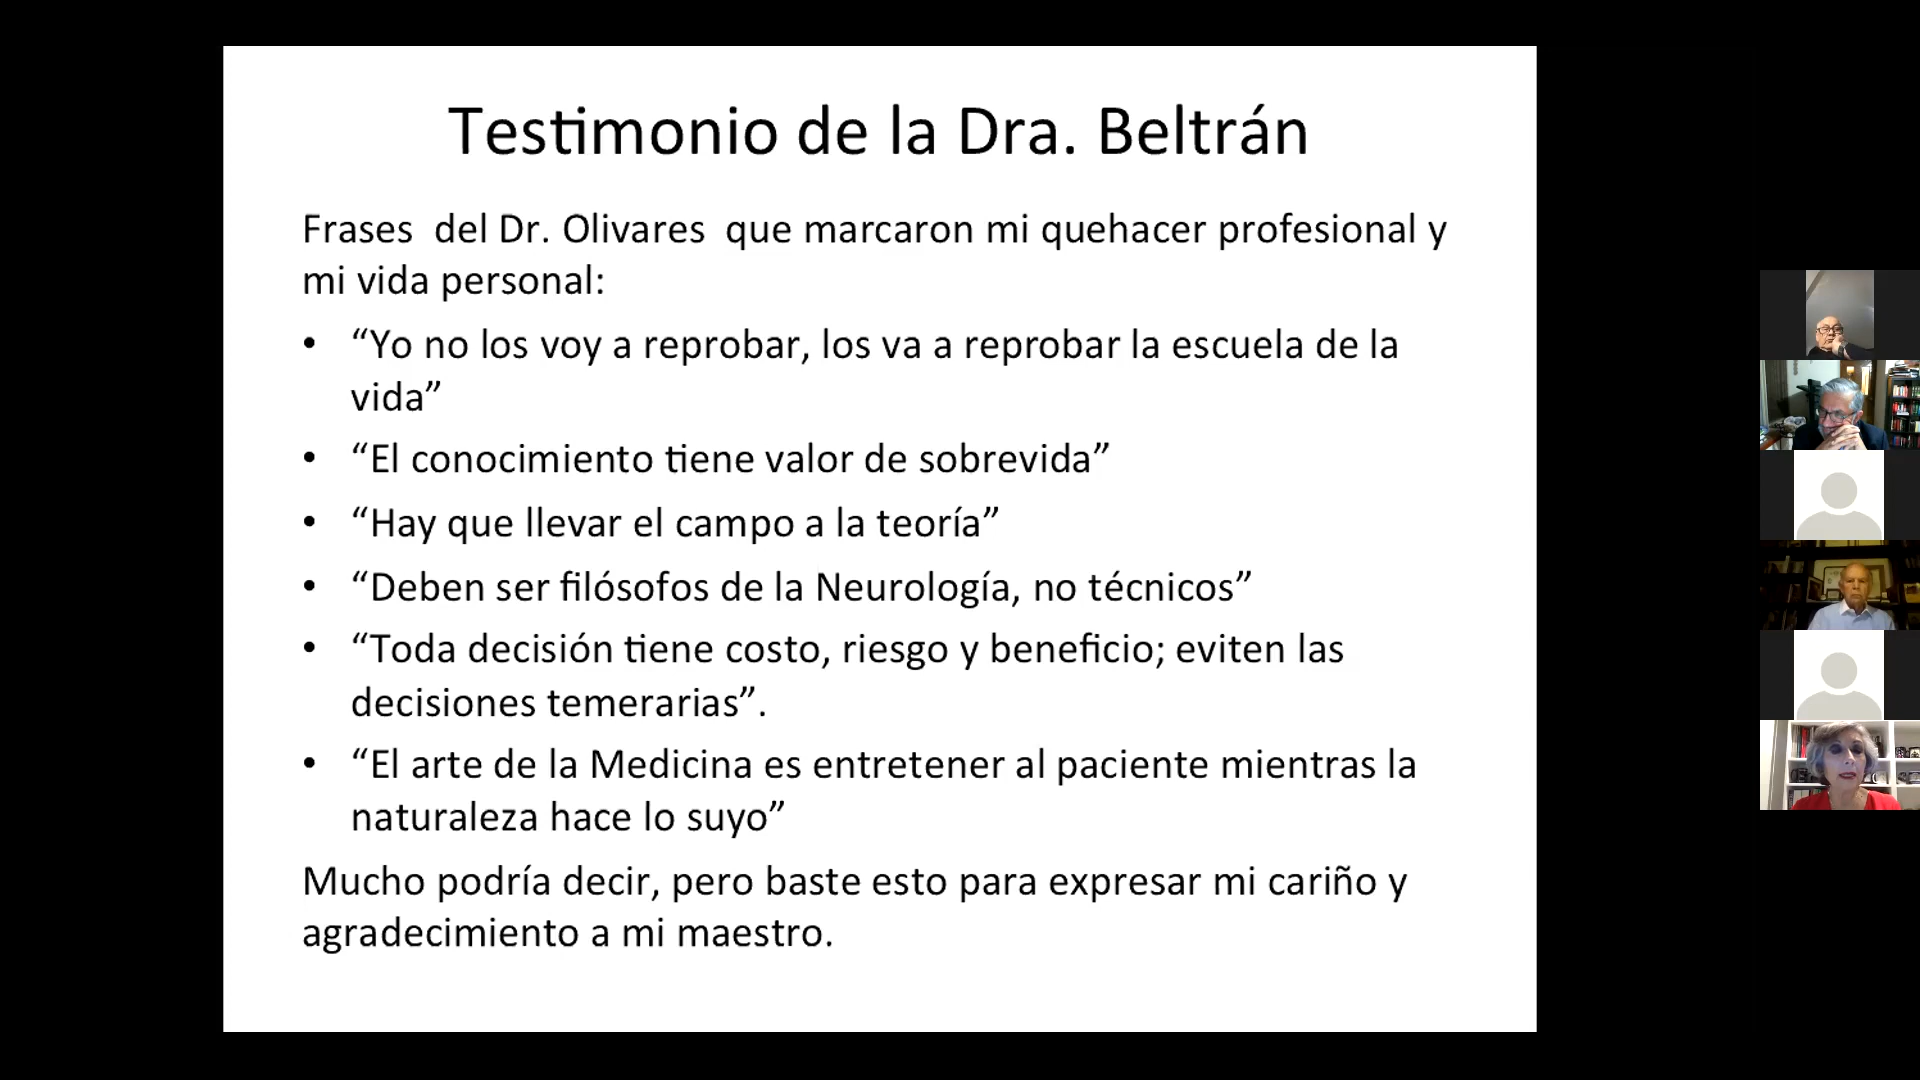 Testimonio de la Dra. Beltrán
Frases  del Dr. Olivares  que marcaron mi quehacer profesional y
mi vida personal:
• “Yo no los voy a reprobar, los va a reprobar la escuela de la
vida”
• “El conocimiento tiene valor de sobrevida”
• “Hay que llevar el campo a la teoría”
• “Deben ser filósofos de la Neurología, no técnicos”
• “Toda decisión tiene costo, riesgo y beneficio; eviten las
decisiones temerarias”.
• “El arte de la Medicina es entretener al paciente mientras la
naturaleza hace lo suyo”
Mucho podría decir, pero baste esto para expresar mi cariño y
agradecimiento a mi maestro.